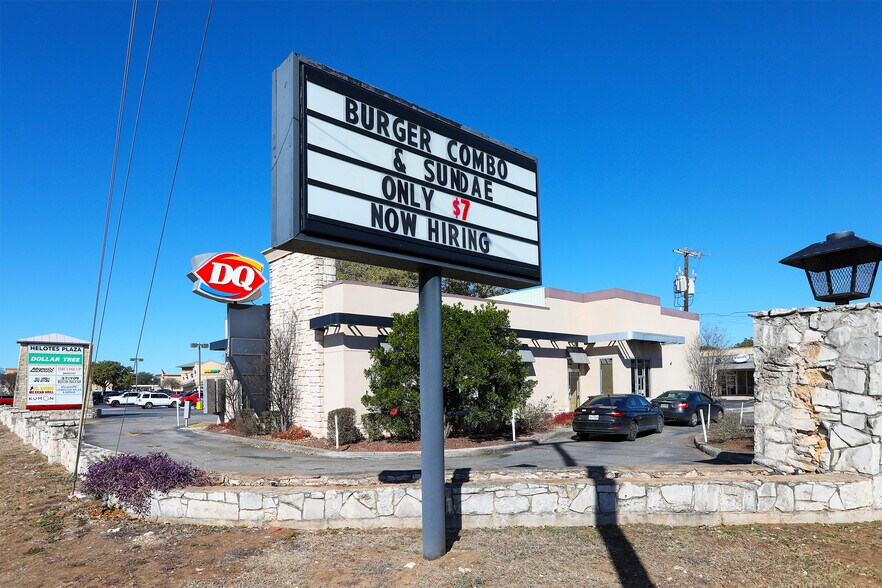 BURGER COMBO
& SUNDAE
ONLY $7
NOW HIRING
DQ
HELOTES PLAZA
DOLLAR TREE
KUMON